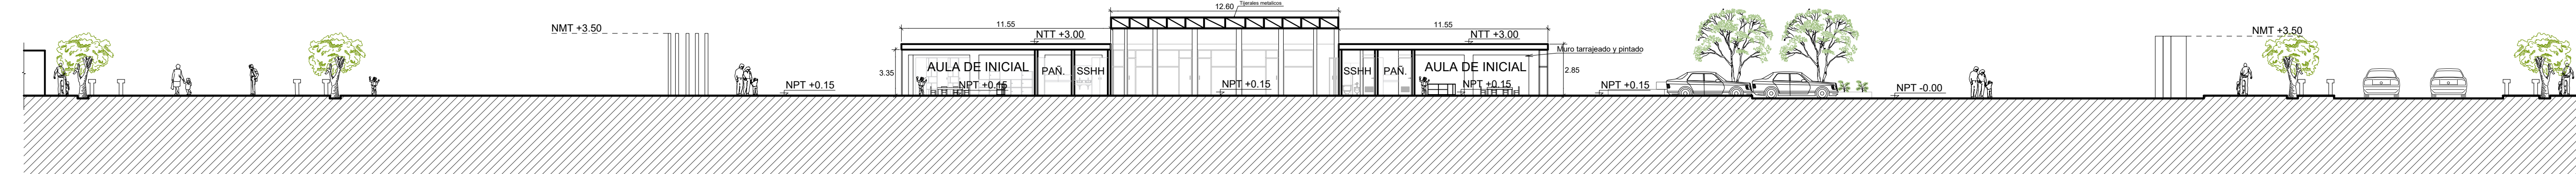 Tijerales metalicos
12.60
11.55
11.55
NMT +3.50
NTT +3.00
NTT +3.00
NMT +3.50
Muro tarrajeado y pintado
AULA DE INICIAL
PAÑ.
SSHH
SSHH
PAÑ.
AULA DE INICIAL
3.35
2.85
NPT +0.15
NPT +0.15
NPT +0.15
NPT +0.15
NPT +0.15
NPT -0.00